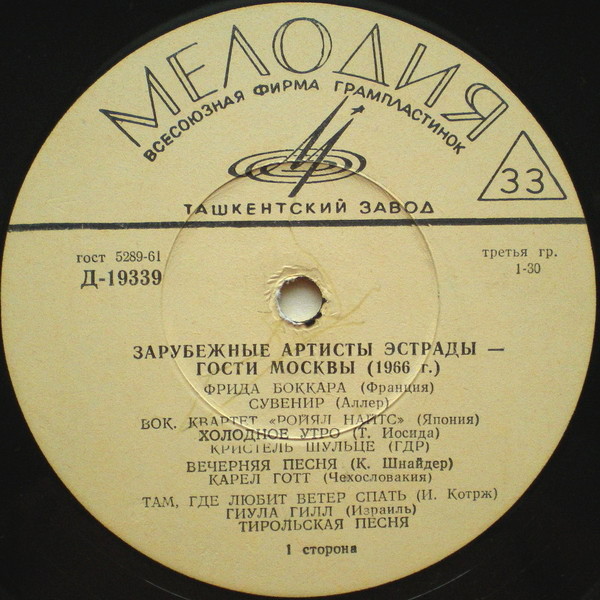 МЕЛОДИЯ
ВСЕСОЮЗНАЯ ФИРМА ГРАМПЛАСТИНОК
33
ТАШКЕНТСКИЙ ЗАВОД
гост 5289-61
Д-19339
третья гр.
1-30
ЗАРУБЕЖНЫЕ АРТИСТЫ ЭСТРАДЫ —
ГОСТИ МОСКВЫ (1966 г.)
ФРИДА БОККАРА (Франция)
СУВЕНИР (Аллер)
ВОК. КВАРТЕТ «РОЙЯЛ НАЙТС» (Япония)
ХОЛОДНОЕ УТРО (Т. Иосида)
КРИСТЕЛЬ ШУЛЬЦЕ (ГДР)
ВЕЧЕРНЯЯ ПЕСНЯ (К. Шнайдер)
КАРЕЛ ГОТТ (Чехословакия)
ТАМ, ГДЕ ЛЮБИТ ВЕТЕР СПАТЬ (И. Котрж)
ГИУЛА ГИЛЛ (Израиль)
ТИРОЛЬСКАЯ ПЕСНЯ
1 сторона